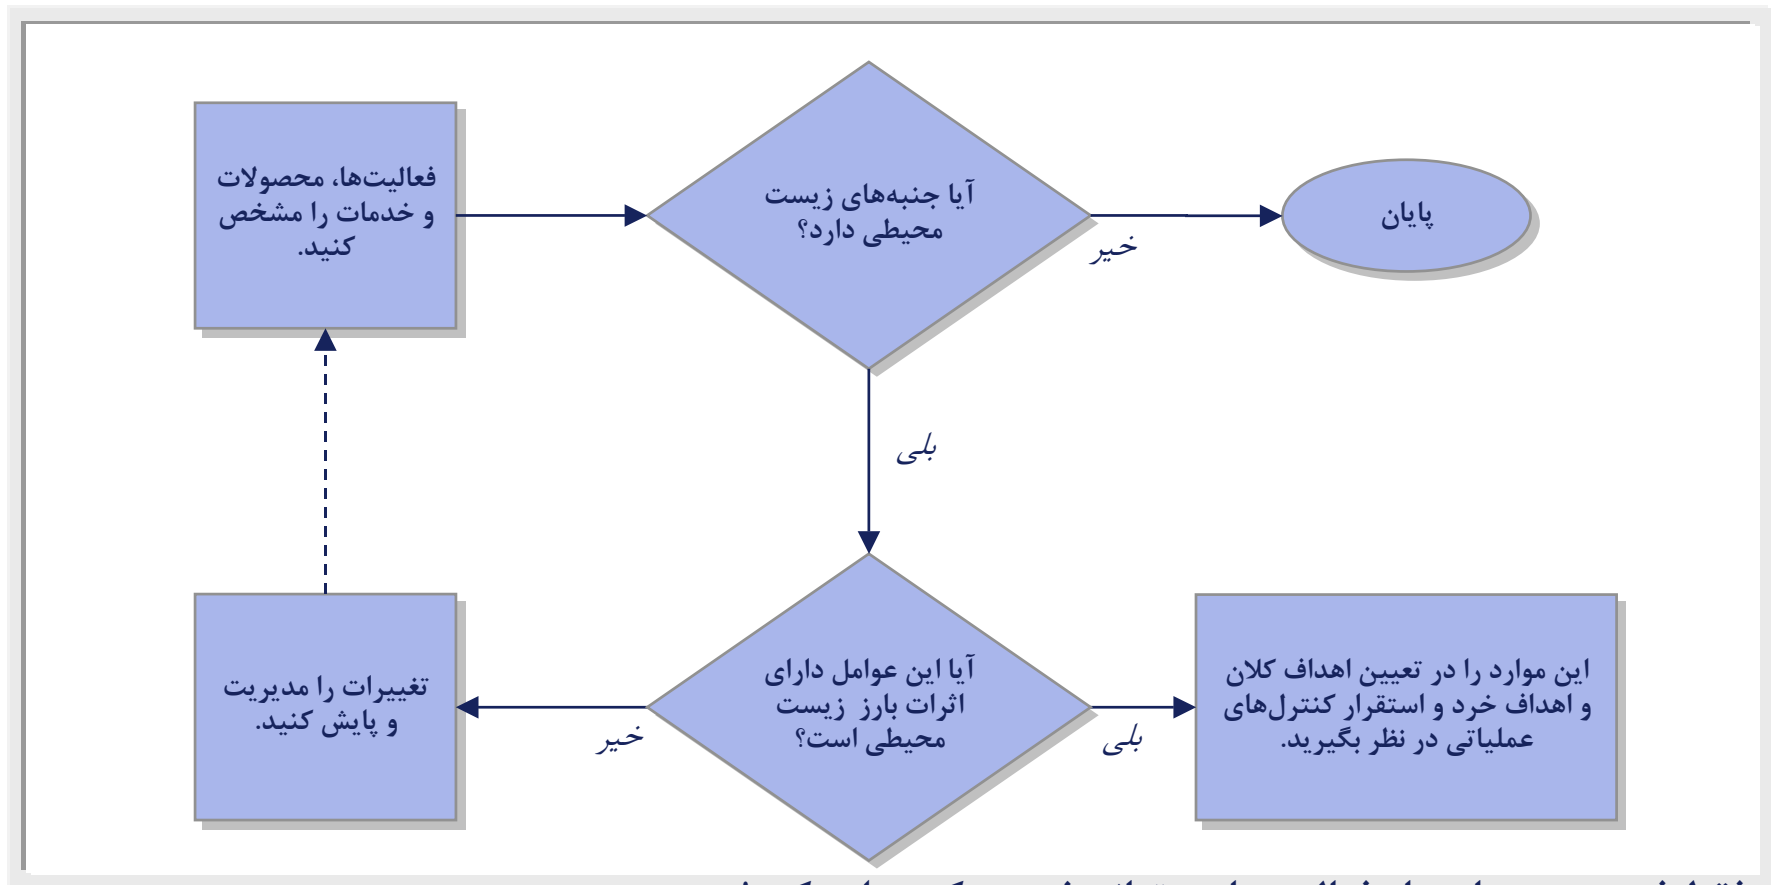 فعالیت‌ها، محصولات
و خدمات را مشخص
کنید.
آیا جنبه‌های زیست
محیطی دارد؟
خیر
پایان
بلی
آیا این عوامل دارای
اثرات بارز زیست
محیطی است؟
خیر
بلی
تغییرات را مدیریت
و پایش کنید.
این موارد را در تعیین اهداف کلان
و اهداف خرد و استقرار کنترل‌های
عملیاتی در نظر بگیرید.